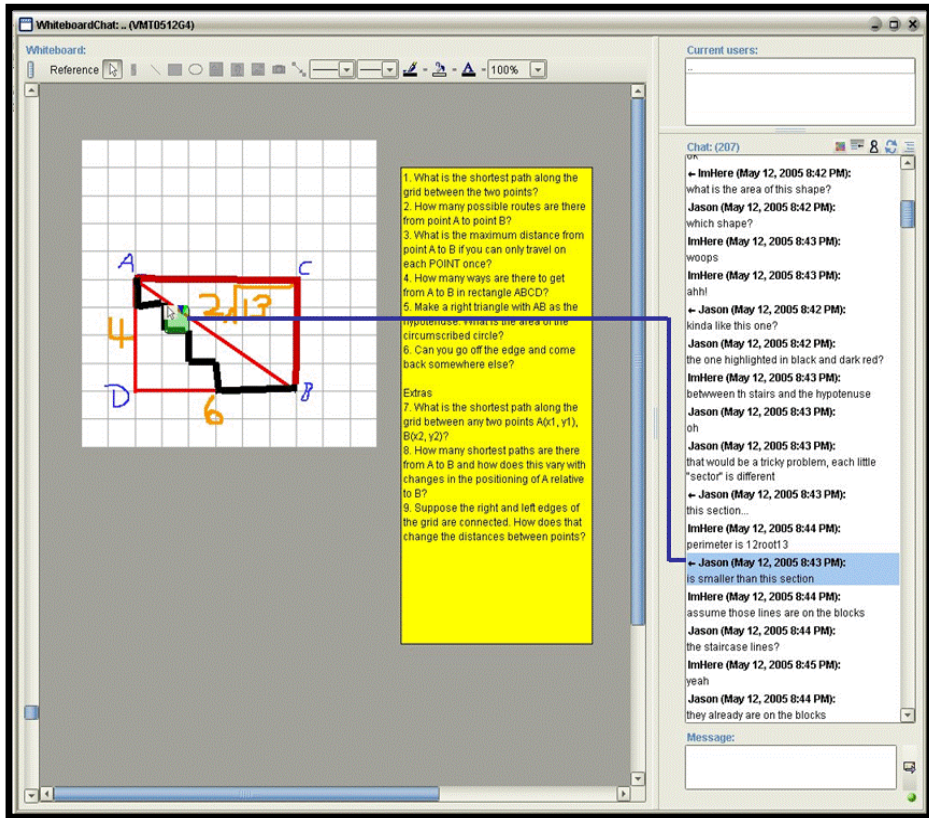 WhiteboardChat: .. (VMT0512G4)
Whiteboard:
Reference
100%
A
C
2√13
4
D
6
B
1. What is the shortest path along the
grid between the two points?
2. How many possible routes are there
from point A to point B?
3. What is the maximum distance from
point A to B if you can only travel on
each POINT once?
4. How many ways are there to get
from A to B in rectangle ABCD?
5. Make a right triangle with AB as the
hypotenuse. What is the area of the
circumscribed circle?
6. Can you go off the edge and come
back somewhere else?
Extras
7. What is the shortest path along the
grid between any two points A(x1, y1),
B(x2, y2)?
8. How many shortest paths are there
from A to B and how does this vary with
changes in the positioning of A relative
to B?
9. Suppose the right and left edges of
the grid are connected. How does that
change the distances between points?
Current users:
..
Chat: (207)
← ImHere (May 12, 2005 8:42 PM):
what is the area of this shape?
Jason (May 12, 2005 8:42 PM):
which shape?
ImHere (May 12, 2005 8:43 PM):
woops
ImHere (May 12, 2005 8:43 PM):
ahh!
← Jason (May 12, 2005 8:42 PM):
kinda like this one?
Jason (May 12, 2005 8:42 PM):
the one highlighted in black and dark red?
ImHere (May 12, 2005 8:43 PM):
betwween th stairs and the hypotenuse
Jason (May 12, 2005 8:43 PM):
oh
Jason (May 12, 2005 8:43 PM):
that would be a tricky problem, each little
"sector" is different
← Jason (May 12, 2005 8:43 PM):
this section...
ImHere (May 12, 2005 8:44 PM):
perimeter is 12root13
← Jason (May 12, 2005 8:43 PM):
is smaller than this section
ImHere (May 12, 2005 8:44 PM):
assume those lines are on the blocks
Jason (May 12, 2005 8:44 PM):
the staircase lines?
ImHere (May 12, 2005 8:45 PM):
yeah
Jason (May 12, 2005 8:44 PM):
they already are on the blocks
Message: